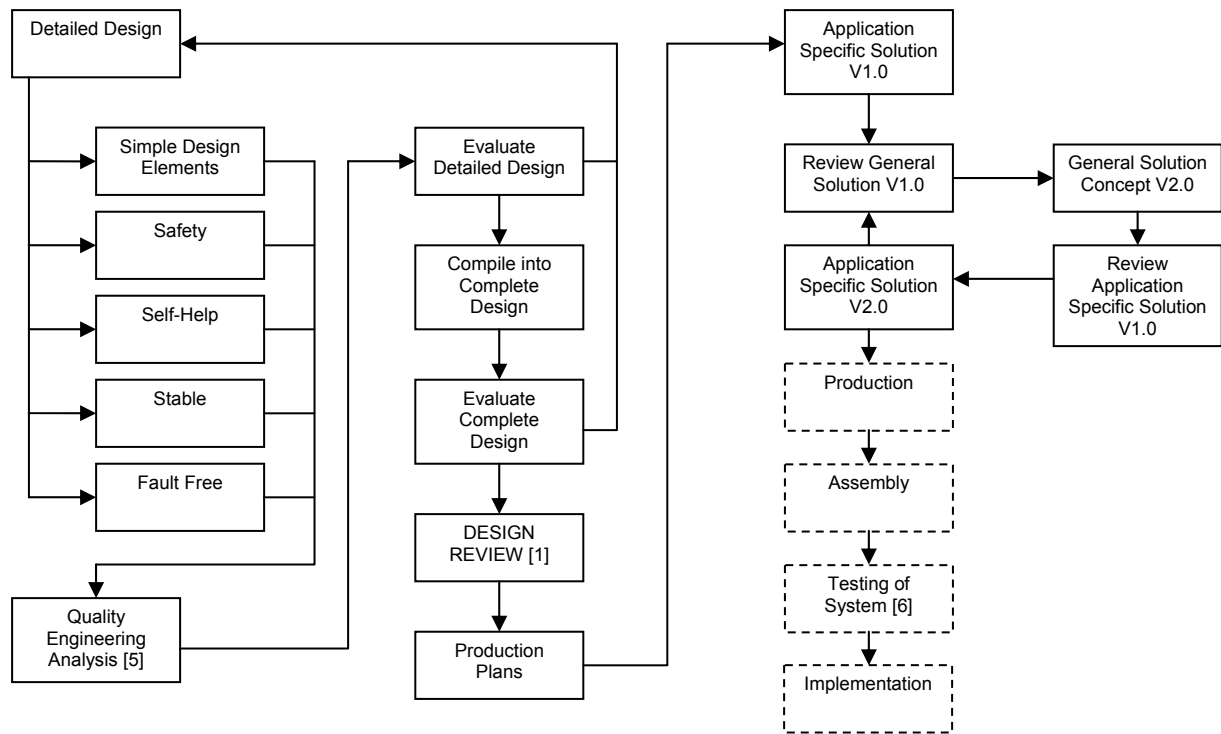 Detailed Design
Simple Design
Elements
Safety
Self-Help
Stable
Fault Free
Quality
Engineering
Analysis [5]
Evaluate
Detailed Design
Compile into
Complete
Design
Evaluate
Complete
Design
DESIGN
REVIEW [1]
Production
Plans
Application
Specific Solution
V1.0
Review General
Solution V1.0
General Solution
Concept V2.0
Review
Application
Specific Solution
V1.0
Application
Specific Solution
V2.0
Production
Assembly
Testing of
System [6]
Implementation